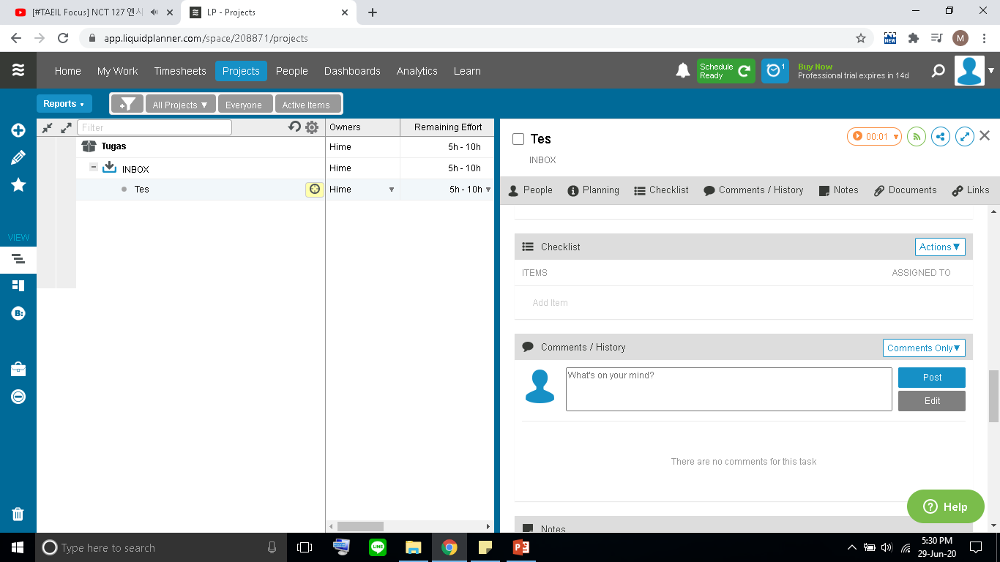 [#TAEIL Focus] NCT 127 엔시
LP - Projects
app.liquidplanner.com/space/208871/projects
NEW
M
Home My Work Timesheets Projects People Dashboards Analytics Learn
Schedule Ready
1
Buy Now
Professional trial expires in 14d
Reports
All Projects
Everyone
Active Items
Filter
Owners
Remaining Effort
Tugas
Hime
5h - 10h
INBOX
Hime
5h - 10h
Tes
Hime
5h - 10h
VIEW
B:
Tes
00:01
INBOX
People Planning Checklist Comments / History Notes Documents Links
Checklist
Actions
ITEMS
ASSIGNED TO
Add Item
Comments / History
Comments Only
What's on your mind?
Post
Edit
There are no comments for this task
Help
Notes
Type here to search
LINE
5:30 PM
29-Jun-20